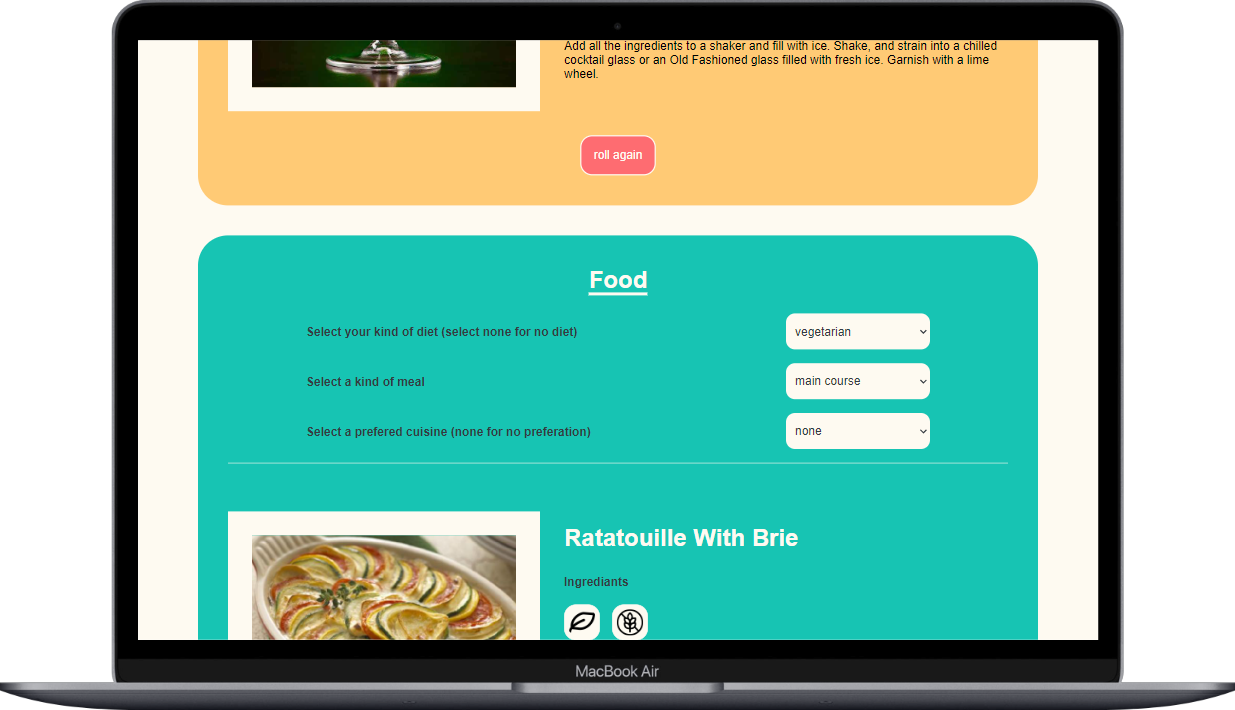 Add all the ingredients to a shaker and fill with ice. Shake, and strain into a chilled
cocktail glass or an Old Fashioned glass filled with fresh ice. Garnish with a lime
wheel.
roll again
Food
Select your kind of diet (select none for no diet)
vegetarian
Select a kind of meal
main course
Select a prefered cuisine (none for no preferation)
none
Ratatouille With Brie
Ingrediants
MacBook Air